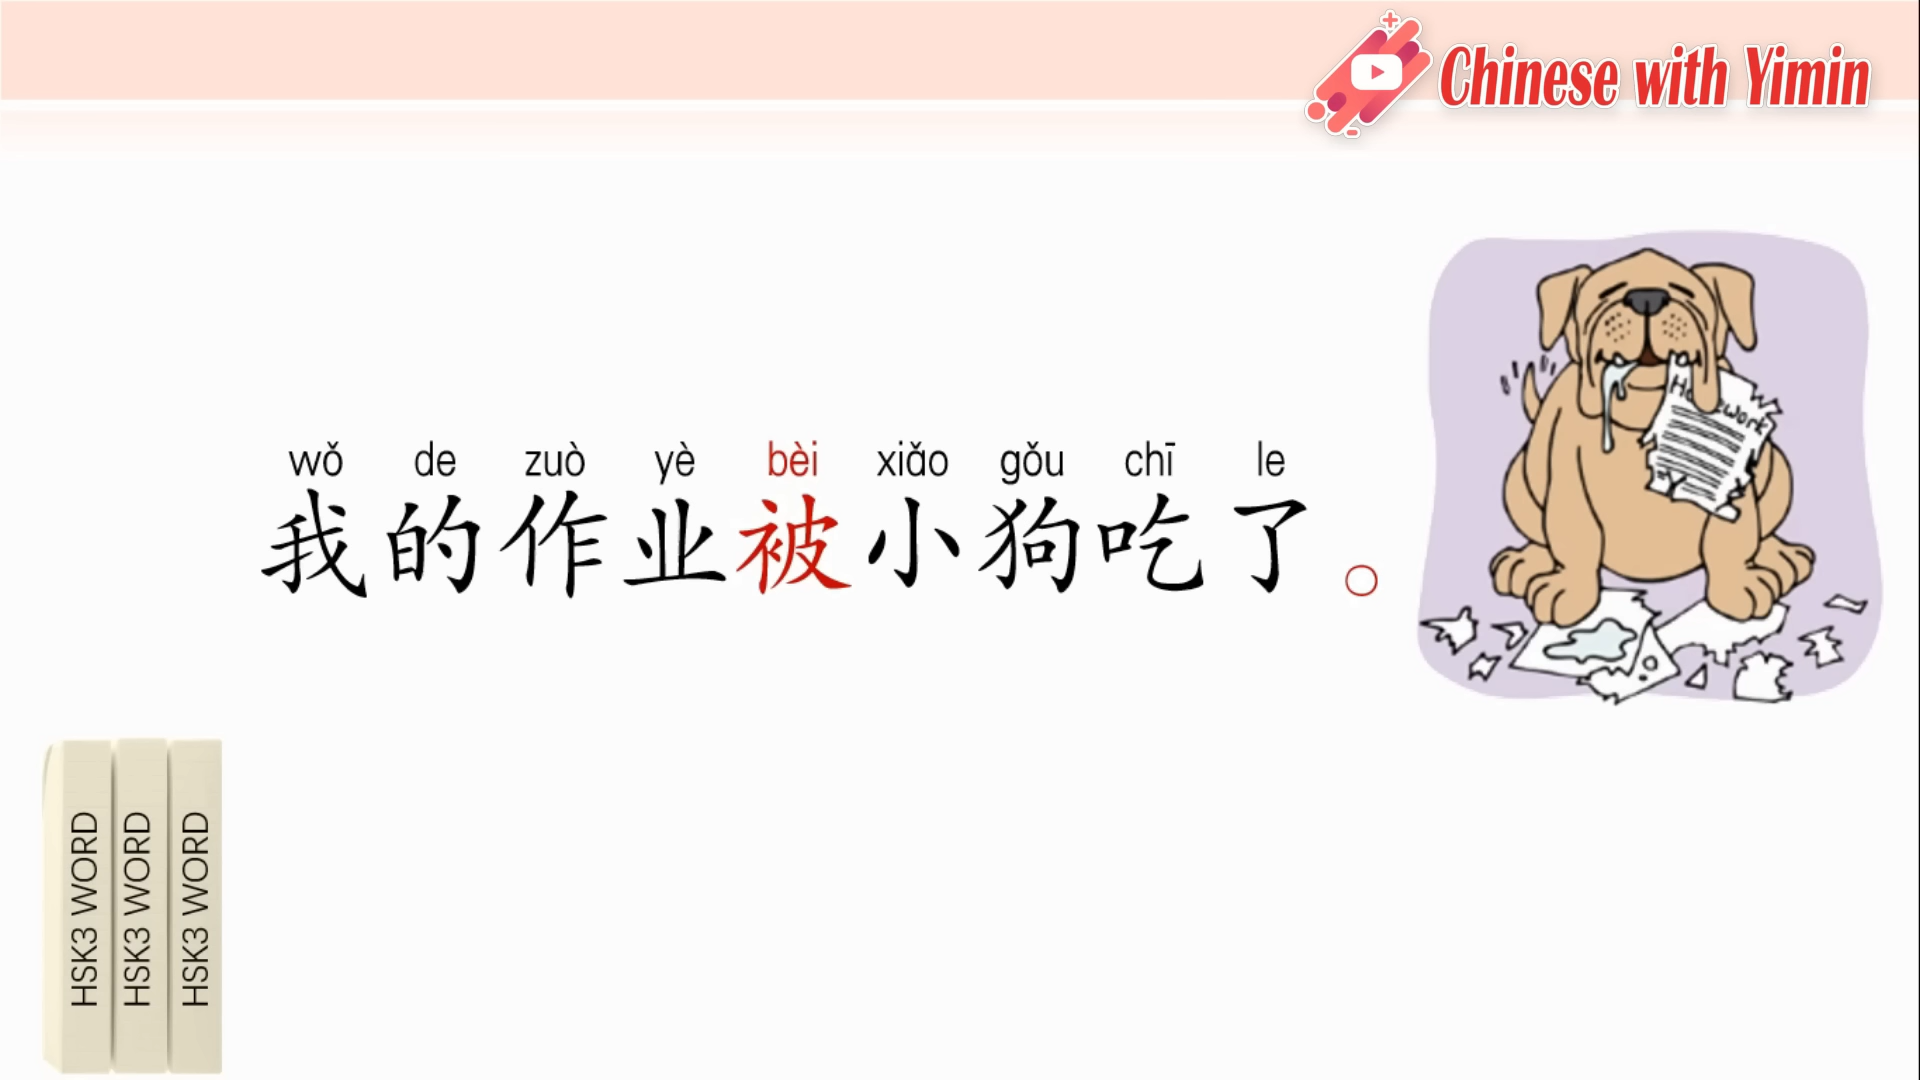 Chinese with Yimin
wǒ de zuò yè bèi xiǎo gǒu chī le
我的作业被小狗吃了。
Homework
HSK3 WORD
HSK3 WORD
HSK3 WORD